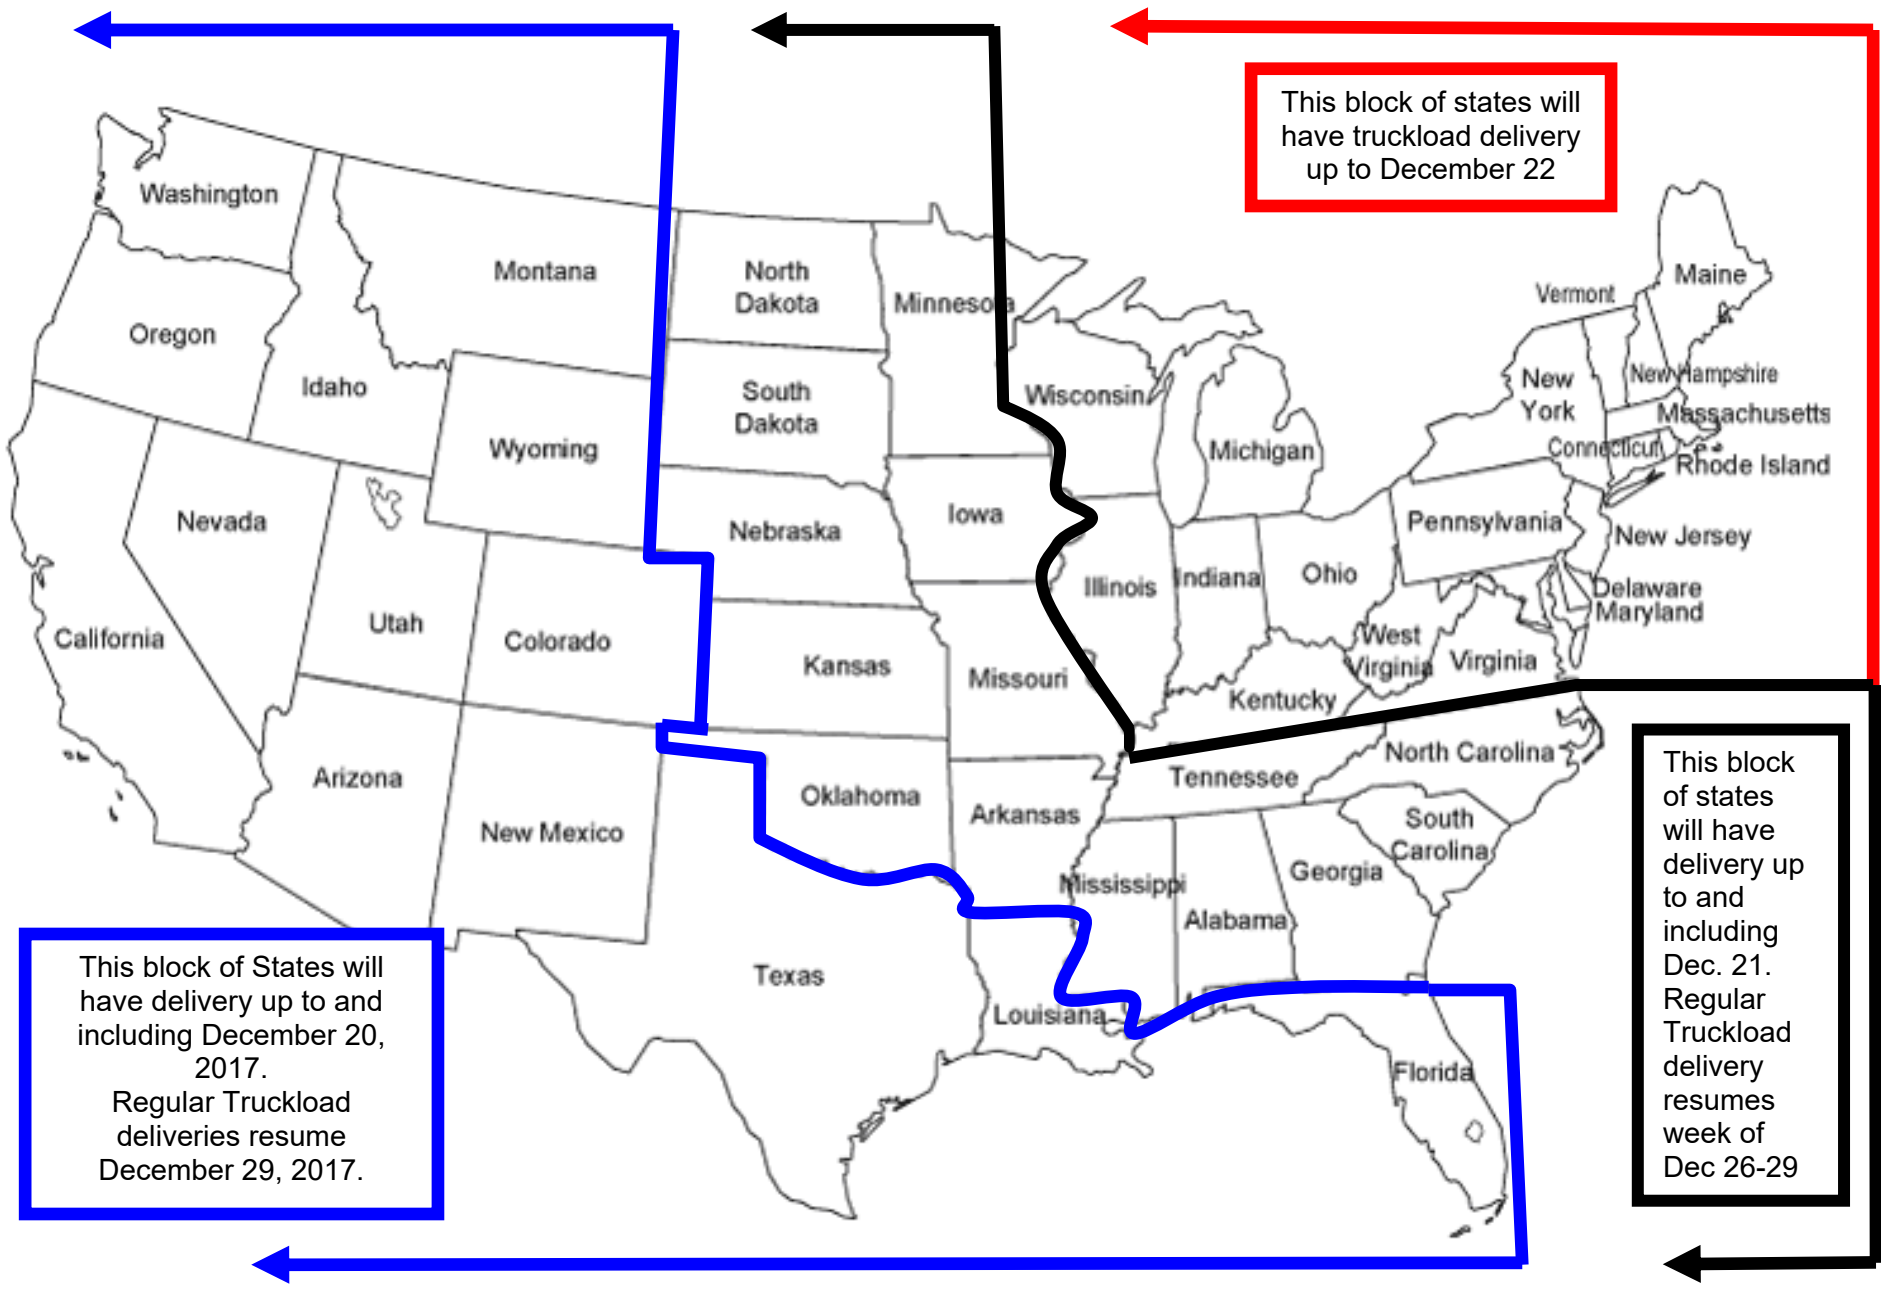 This block of states will
have truckload delivery
up to December 22
Washington
Montana
North
Dakota
Minnesota
Vermont
Maine
Oregon
Idaho
South
Dakota
Wisconsin
New
York
New Hampshire
Massachusetts
Wyoming
Michigan
Connecticut
Rhode Island
Nevada
Nebraska
Iowa
Pennsylvania
New Jersey
Illinois
Indiana
Ohio
Delaware
Maryland
California
Utah
Colorado
Kansas
Missouri
West
Virginia
Virginia
Kentucky
Arizona
New Mexico
Oklahoma
Arkansas
Tennessee
North Carolina
South
Carolina
Mississippi
Alabama
Georgia
Texas
Louisiana
Florida
This block
of states
will have
delivery up
to and
including
Dec. 21.
Regular
Truckload
delivery
resumes
week of
Dec 26-29
This block of States will
have delivery up to and
including December 20,
2017.
Regular Truckload
deliveries resume
December 29, 2017.